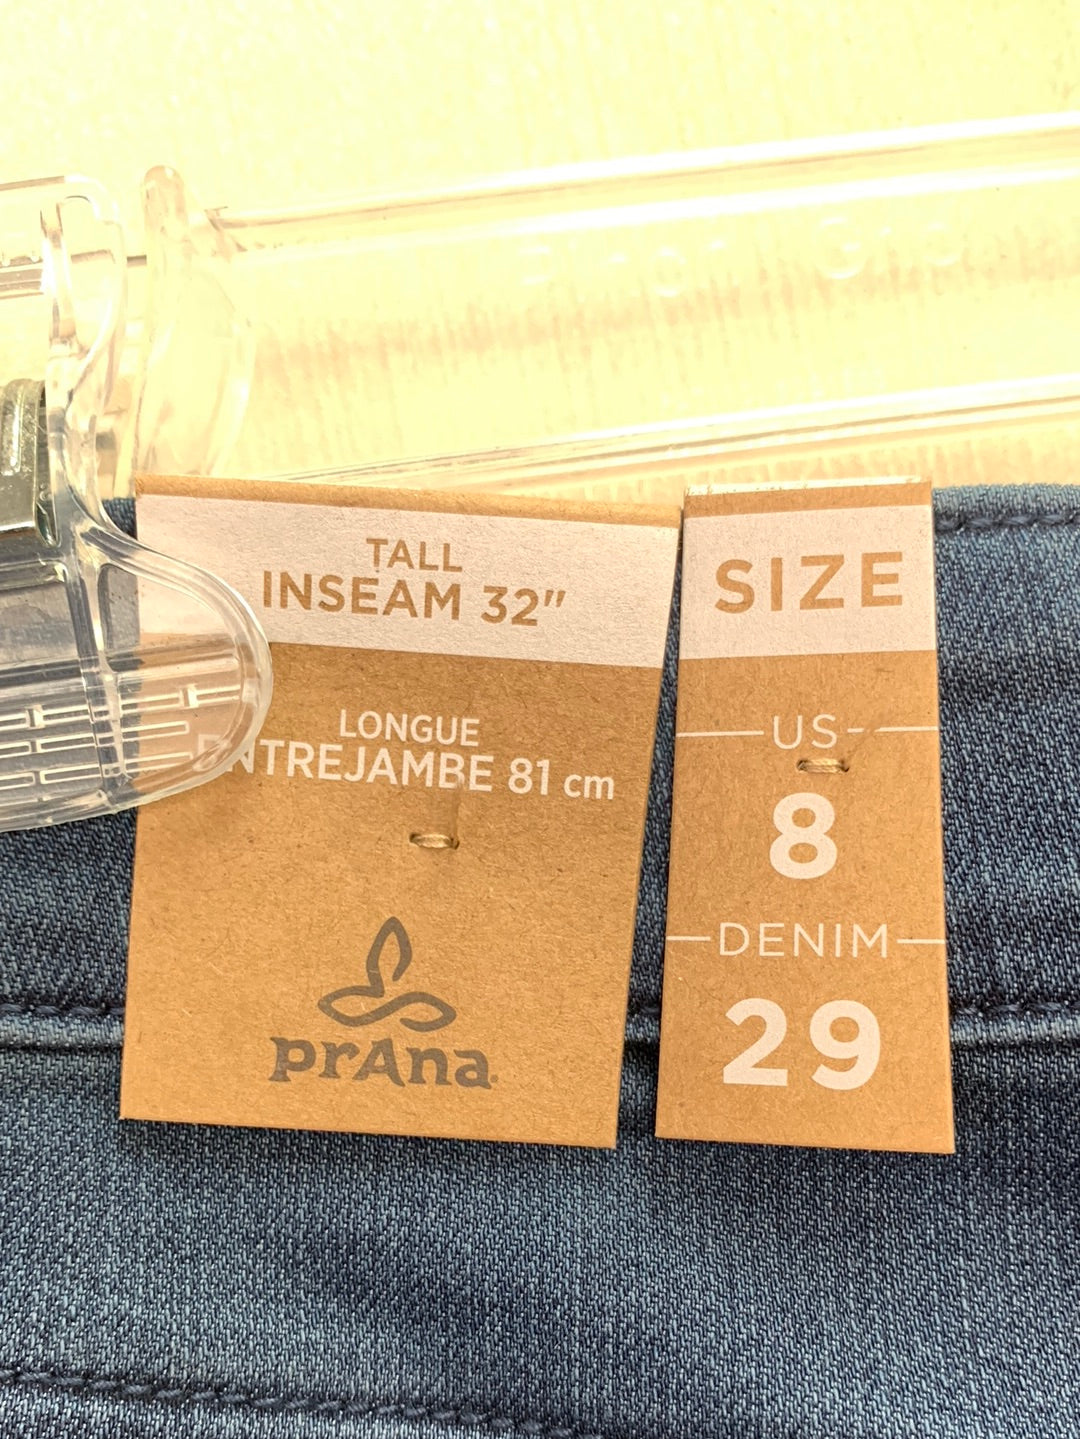 TALL
INSEAM 32"
LONGUE
ENTREJAMBE 81 cm
prAna
SIZE
US
8
DENIM
29